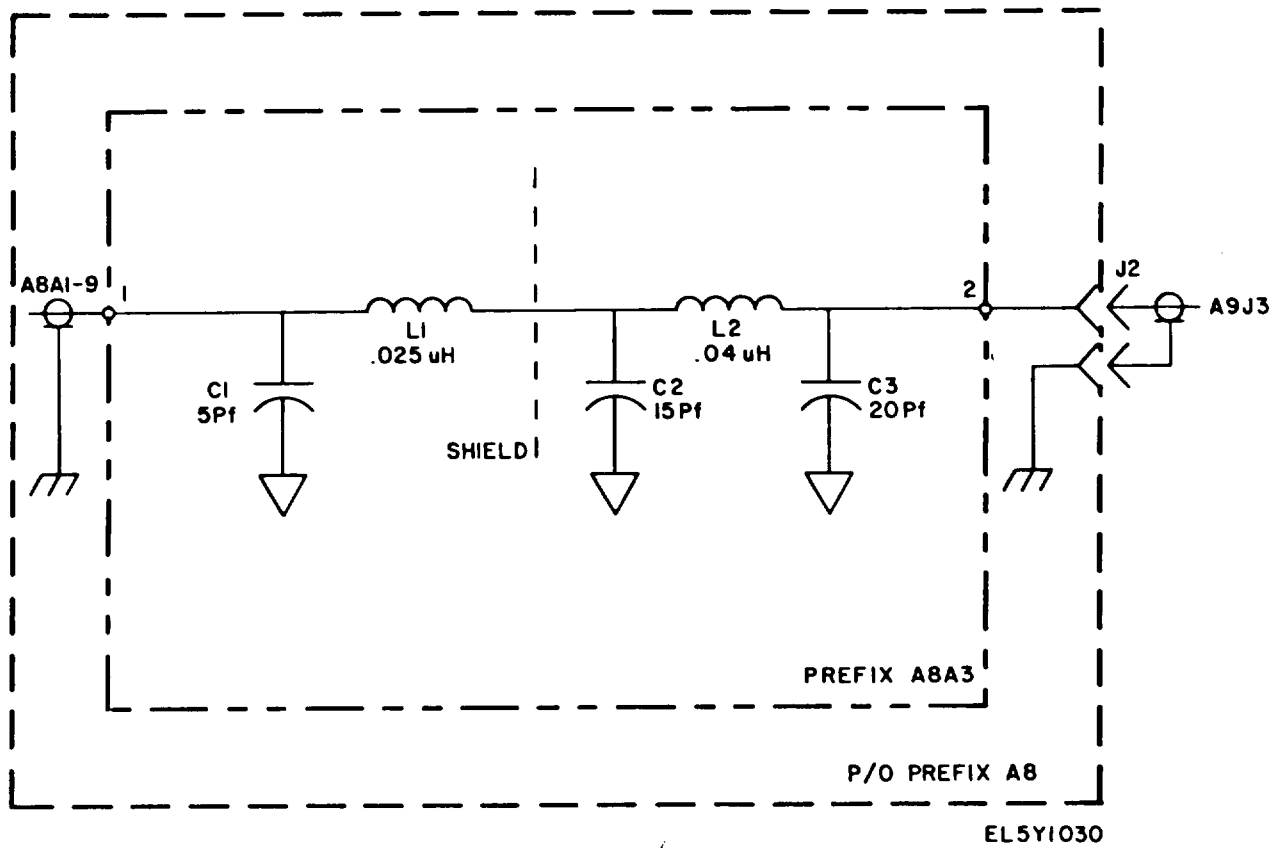 A8A1-9
1
L1
.025 uH
C1
5Pf
SHIELD
C2
15Pf
L2
.04 uH
C3
20Pf
2
J2
A9J3
PREFIX A8A3
P/O PREFIX A8
EL5Y1030